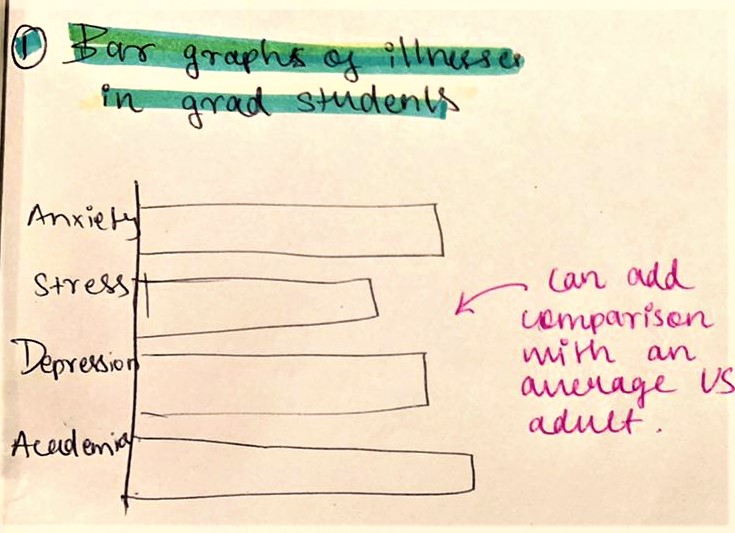 ① Bar graphs of illnesses
in grad students
Anxiety
Stress
Depression
Academia
can add
comparison
with an
average US
adult.